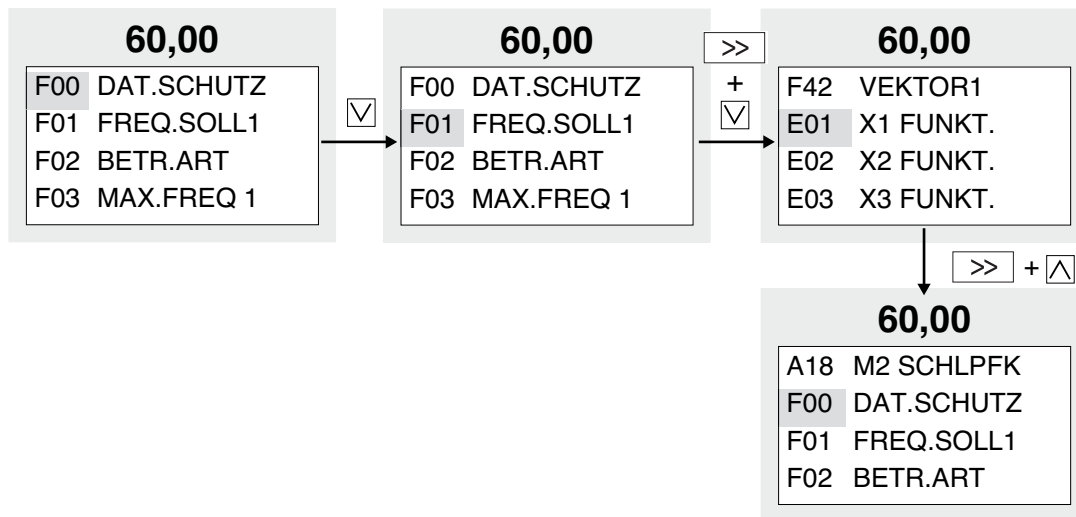 60,00
F00 DAT.SCHUTZ
F01 FREQ.SOLL1
F02 BETR.ART
F03 MAX.FREQ 1
60,00
F00 DAT.SCHUTZ
F01 FREQ.SOLL1
F02 BETR.ART
F03 MAX.FREQ 1
>>
+
60,00
F42 VEKTOR1
E01 X1 FUNKT.
E02 X2 FUNKT.
E03 X3 FUNKT.
>> +
60,00
A18 M2 SCHLPFK
F00 DAT.SCHUTZ
F01 FREQ.SOLL1
F02 BETR.ART